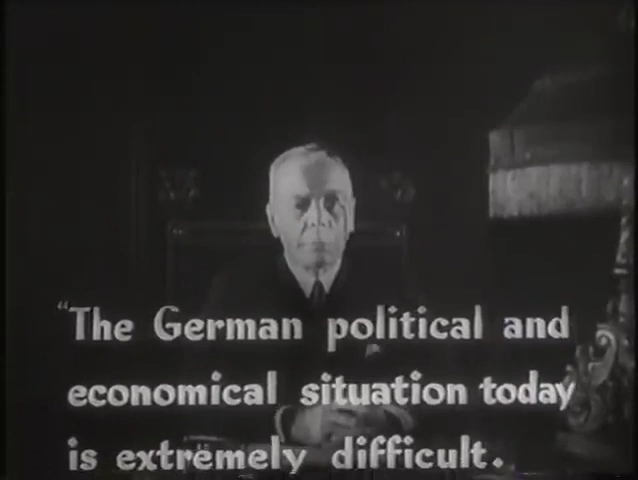 "The German political and
economical situation today
is extremely difficult.